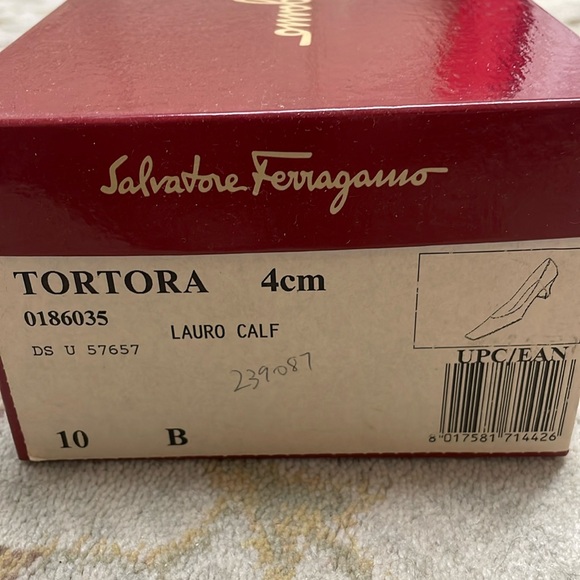 Salvatore Ferragamo
TORTORA 4cm
0186035
LAURO CALF
DS U 57657
239087
UPC/EAN
8 017581 714426
10 B